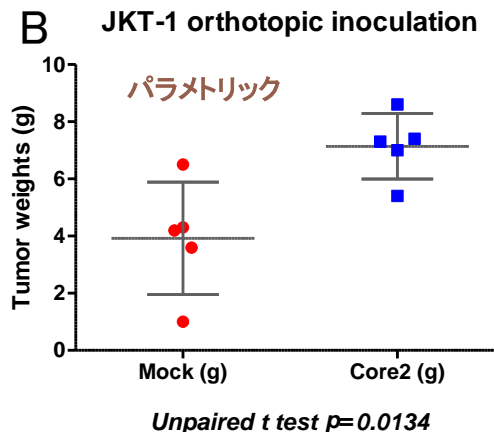 B
JKT-1 orthotopic inoculation
パラメトリック
Tumor weights (g)
10
8
6
4
2
0
Mock (g)
Core2 (g)
Unpaired t test p=0.0134